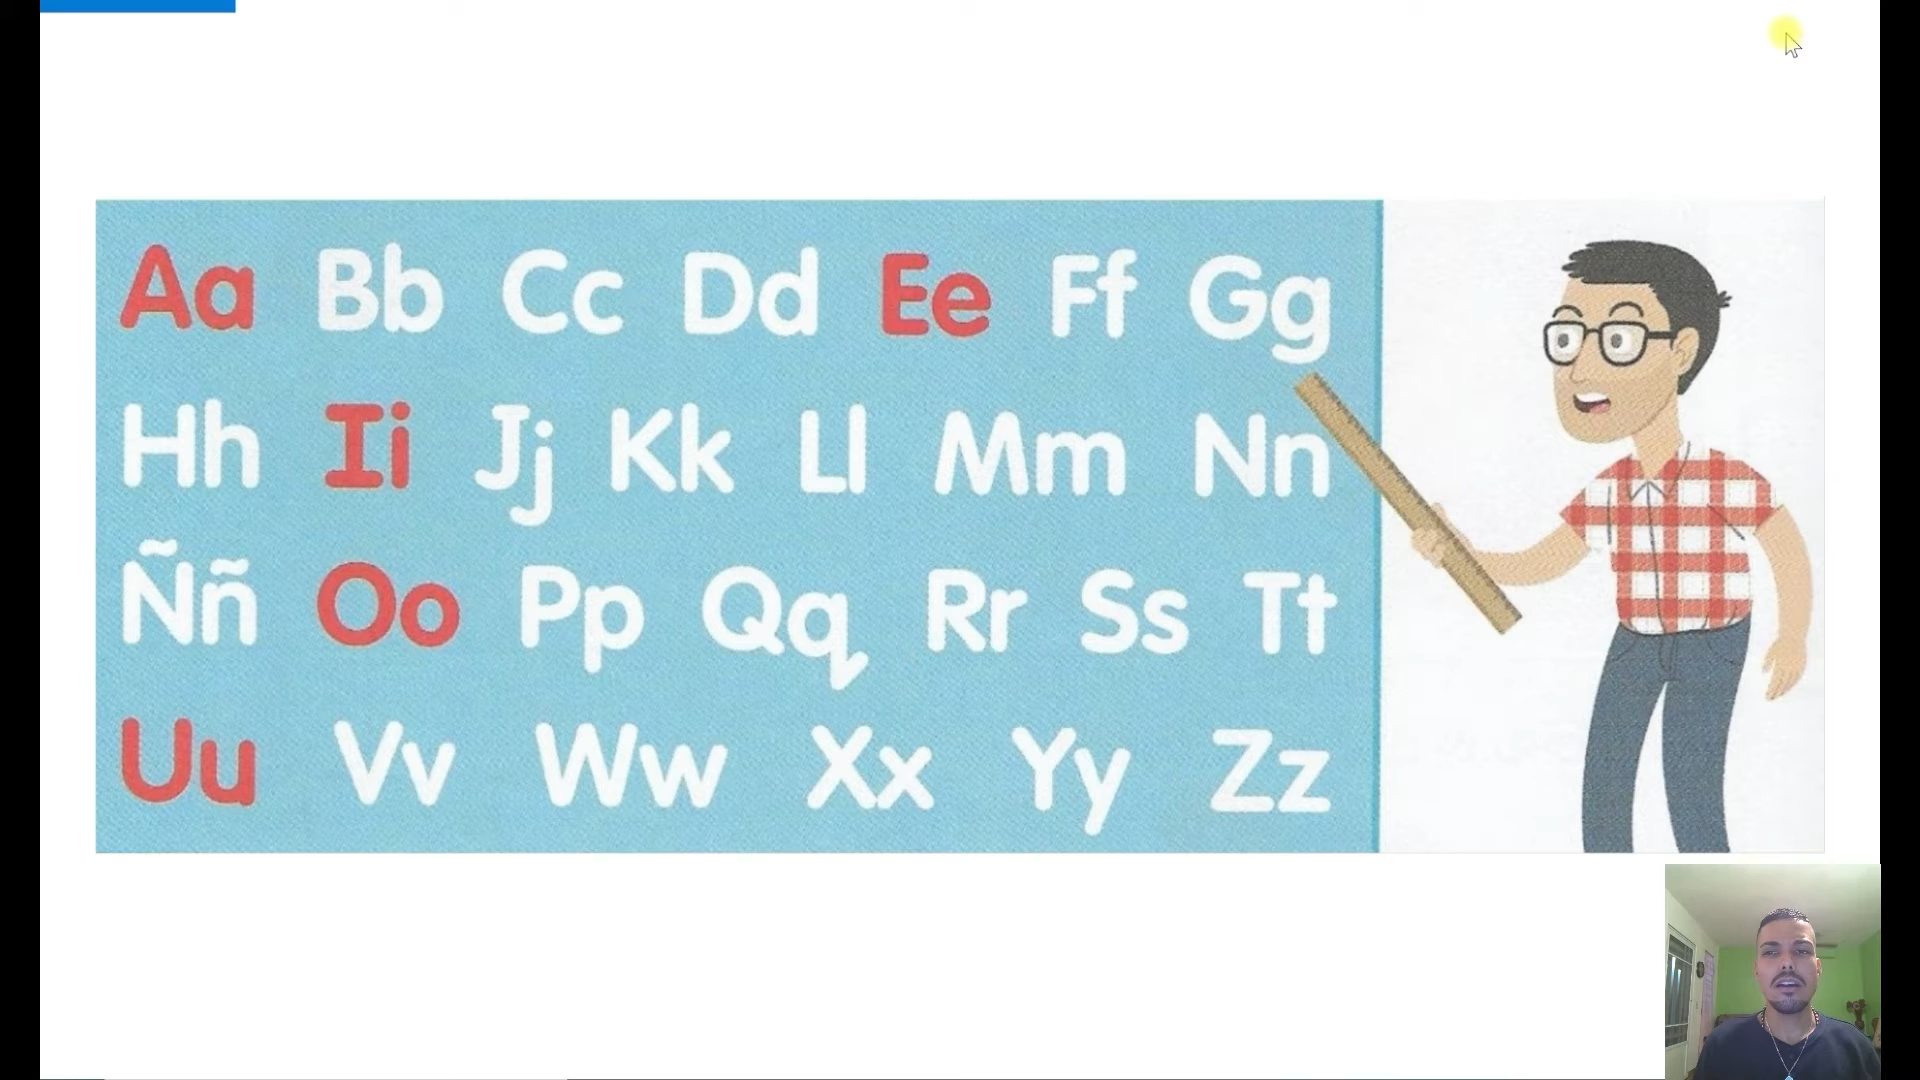 Aa Bb Cc Dd Ee Ff Gg
Hh Ii Jj Kk Ll Mm Nn
Ññ Oo Pp Qq Rr Ss Tt
Uu Vv Ww Xx Yy Zz